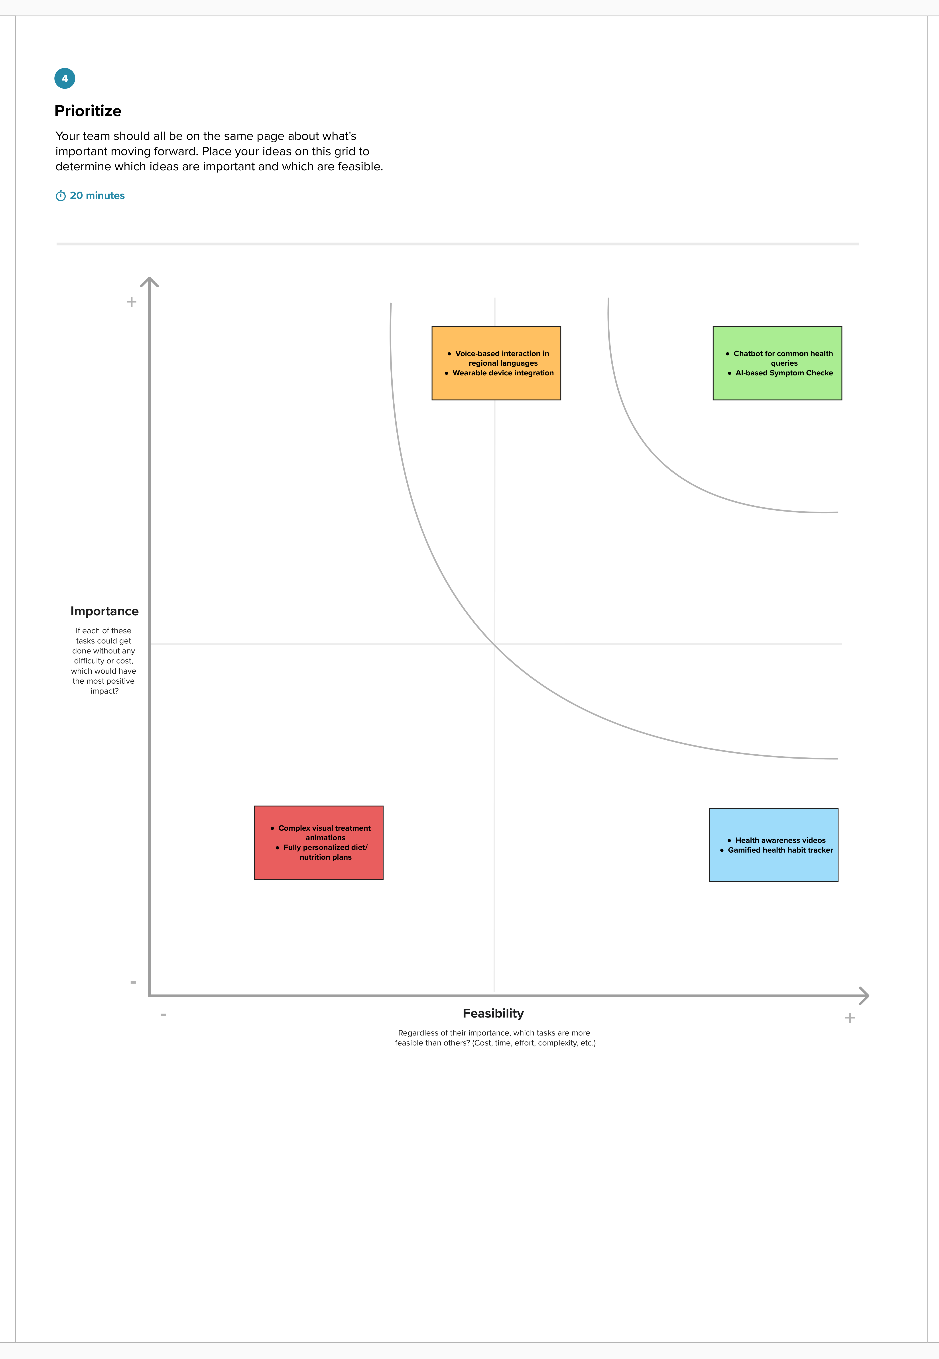 4
Prioritize
Your team should all be on the same page about what's
important moving forward. Place your ideas on this grid to
determine which ideas are important and which are feasible.
20 minutes
+
• Voice-based interaction in
regional languages
• Wearable device integration
• Chatbot for common health
queries
• AI-based Symptom Checke
Importance
If each of these
tasks could get
done without any
difficulty or cost,
which would have
the most positive
impact?
• Complex visual treatment
animations
• Fully personalized diet/
nutrition plans
• Health awareness videos
• Gamified health habit tracker
-
-
Feasibility
+
Regardless of their importance, which tasks are more
feasible than others? (Cost, time, effort, complexity, etc.)